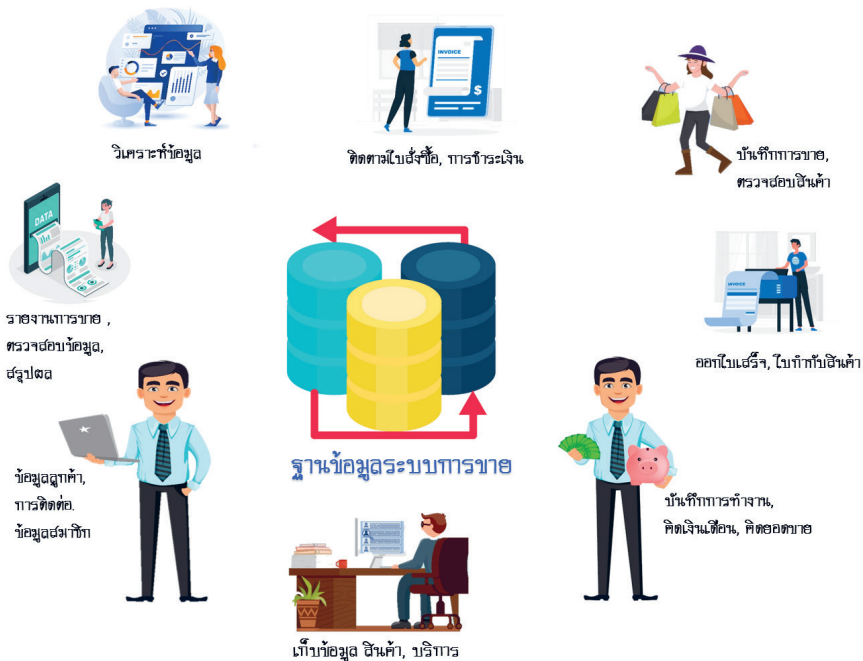 วิเคราะห์ข้อมูล
INVOICE
$
ติดตามใบสั่งซื้อ, การชำระเงิน
บันทึกการขาย,
ตรวจสอบสินค้า
DATA
รายงานการขาย ,
ตรวจสอบข้อมูล,
สรุปผล
INVOICE
ออกใบเสร็จ, ใบกำกับสินค้า
ฐานข้อมูลระบบการขาย
ข้อมูลลูกค้า,
การติดต่อ.
ข้อมูลสมาชิก
บันทึกการทำงาน,
คิดเงินเดือน, คิดยอดขาย
เก็บข้อมูล สินค้า, บริการ